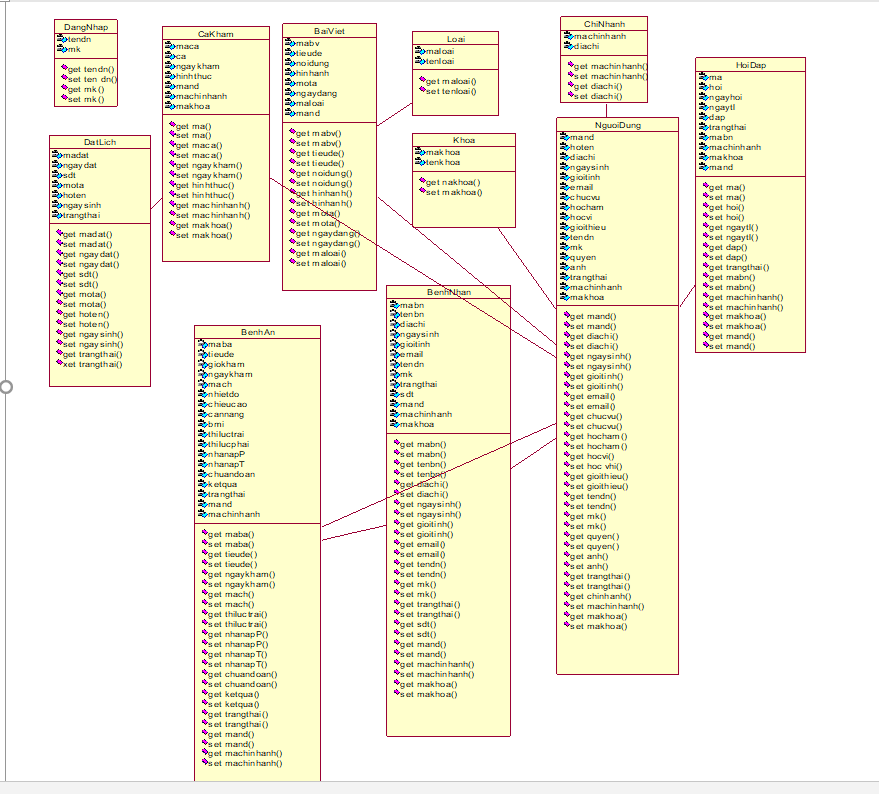 DangNhap
tendn
mk
get tendn()
set ten dn()
get mk()
set mk()
CaKham
maca
ca
ngaykham
hinhthuc
mand
machinhanh
makhoa
get ma()
set ma()
get maca()
set maca()
get ngaykham()
set ngaykham()
get hinhthuc()
set hinhthuc()
get machinhanh()
set machinhanh()
get makhoa()
set makhoa()
BaiViet
mabv
tieude
noidung
hinhanh
mota
ngaydang
maloai
mand
get mabv()
set mabv()
get tieude()
set tieude()
get noidung()
set noidung()
get hinhanh()
set hinhanh()
get mota()
set mota()
get ngaydang()
set ngaydang()
get maloai()
set maloai()
Loai
maloai
tenloai
get maloai()
set tenloai()
ChiNhanh
machinhanh
diachi
get machinhanh()
set machinhanh()
get diachi()
set diachi()
HoiDap
ma
hoi
ngayhoi
ngaytl
dap
trangthai
mabn
machinhanh
makhoa
mand
get ma()
set ma()
get hoi()
set hoi()
get ngaytl()
set ngaytl()
get dap()
set dap()
get trangthai()
get mabn()
set mabn()
get machinhanh()
set machinhanh()
get makhoa()
set makhoa()
get mand()
set mand()
DatLich
madat
ngaydat
sdt
mota
hoten
ngaysinh
trangthai
get madat()
set madat()
get ngaydat()
set ngaydat()
get sdt()
set sdt()
get mota()
set mota()
get hoten()
set hoten()
get ngaysinh()
set ngaysinh()
get trangthai()
xet trangthai()
Khoa
makhoa
tenkhoa
get nakhoa()
set makhoa()
NguoiDung
mand
hoten
diachi
ngaysinh
gioitinh
email
chucvu
hocham
hocvi
gioithieu
tendn
mk
quyen
anh
trangthai
machinhanh
makhoa
get mand()
set mand()
get diachi()
set diachi()
get ngaysinh()
set ngaysinh()
get gioitinh()
set gioitinh()
get email()
set email()
get chucvu()
set chucvu()
get hocham()
set hocham()
get hocvi()
set hoc vhi()
get gioithieu()
set gioithieu()
get tendn()
set tendn()
get mk()
set mk()
get quyen()
set quyen()
get anh()
set anh()
get trangthai()
set trangthai()
get chinhanh()
set machinhanh()
get makhoa()
set makhoa()
BenhAn
maba
tieude
giokham
ngaykham
mach
nhietdo
chieucao
cannang
bmi
thiluctrai
thilucphai
nhanapP
nhanapT
chuandoan
ketqua
trangthai
mand
machinhanh
get maba()
set maba()
get tieude()
set tieude()
get ngaykham()
set ngaykham()
get mach()
set mach()
get thiluctrai()
set thiluctrai()
get nhanapP()
set nhanapP()
get nhanapT()
set nhanapT()
get chuandoan()
set chuandoan()
get ketqua()
set ketqua()
get trangthai()
set trangthai()
get mand()
set mand()
get machinhanh()
set machinhanh()
BenhNhan
mabn
tenbn
diachi
ngaysinh
gioitinh
email
tendn
mk
trangthai
sdt
mand
machinhanh
makhoa
get mabn()
set mabn()
get tenbn()
set tenbn()
get diachi()
set diachi()
get ngaysinh()
set ngaysinh()
get gioitinh()
set gioitinh()
get email()
set email()
get tendn()
set tendn()
get mk()
set mk()
get trangthai()
set trangthai()
get sdt()
set sdt()
get mand()
set mand()
get machinhanh()
set machinhanh()
get makhoa()
set makhoa()